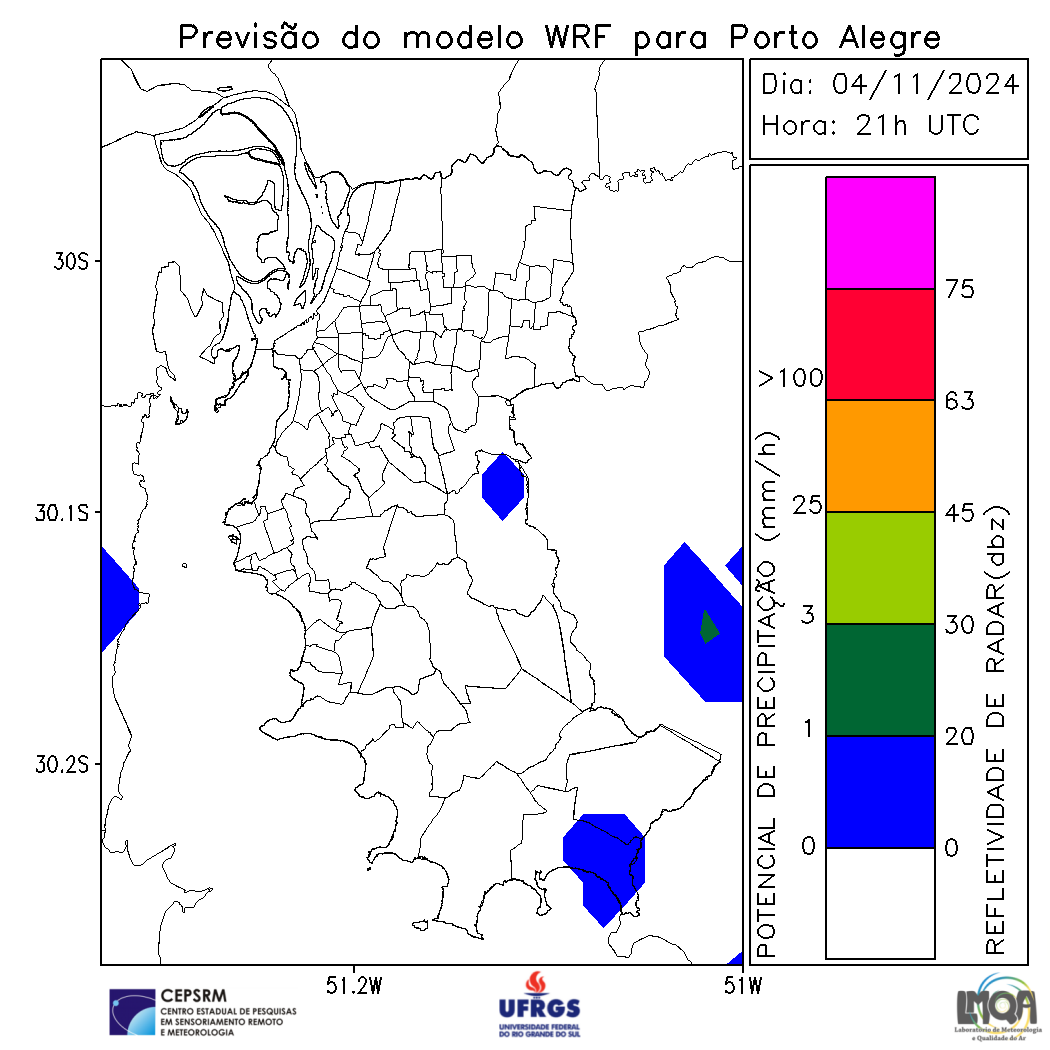 Previsão do modelo WRF para Porto Alegre
Dia: 04/11/2024
Hora: 21h UTC
30S
30.1S
30.2S
51.2W
51W
POTENCIAL DE PRECIPITAÇÃO (mm/h)
>100
25
3
1
0
75
63
45
30
20
0
REFLETIVIDADE DE RADAR(dbz)
CEPSRM
CENTRO ESTADUAL DE PESQUISAS
EM SENSORIAMENTO REMOTO
E METEOROLOGIA
UFRGS
UNIVERSIDADE FEDERAL
DO RIO GRANDE DO SUL
LMQA
Laboratório de Meteorologia
e Qualidade do Ar